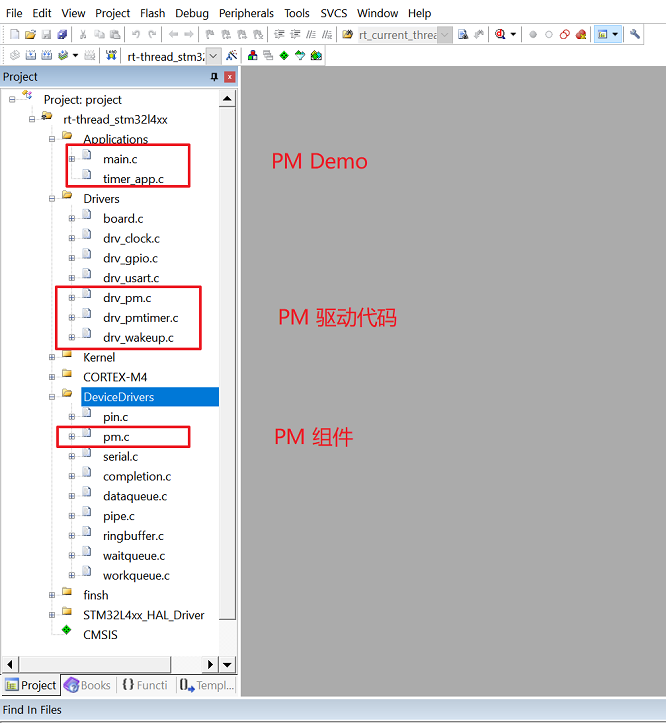 File Edit View Project Flash Debug Peripherals Tools SVCS Window Help
rt_current_threa
LOAD rt-thread_stm32
Project
Project: project
rt-thread_stm32l4xx
Applications
main.c
PM Demo
timer_app.c
Drivers
board.c
drv_clock.c
drv_gpio.c
drv_usart.c
drv_pm.c
drv_pmtimer.c
PM 驱动代码
drv_wakeup.c
Kernel
CORTEX-M4
DeviceDrivers
pin.c
pm.c
PM 组件
serial.c
completion.c
dataqueue.c
pipe.c
ringbuffer.c
waitqueue.c
workqueue.c
finsh
STM32L4xx_HAL_Driver
CMSIS
Project Books {} Functi 0 Templ...
Find In Files